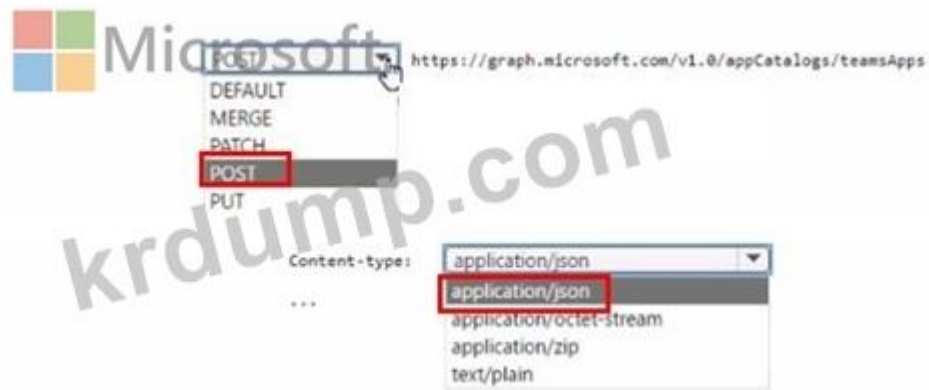 Microsoft
POST https://graph.microsoft.com/v1.0/appCatalogs/teamsApps
DEFAULT
MERGE
PATCH
POST
PUT
krdump.com
Content-type: application/json
... application/json
application/octet-stream
application/zip
text/plain